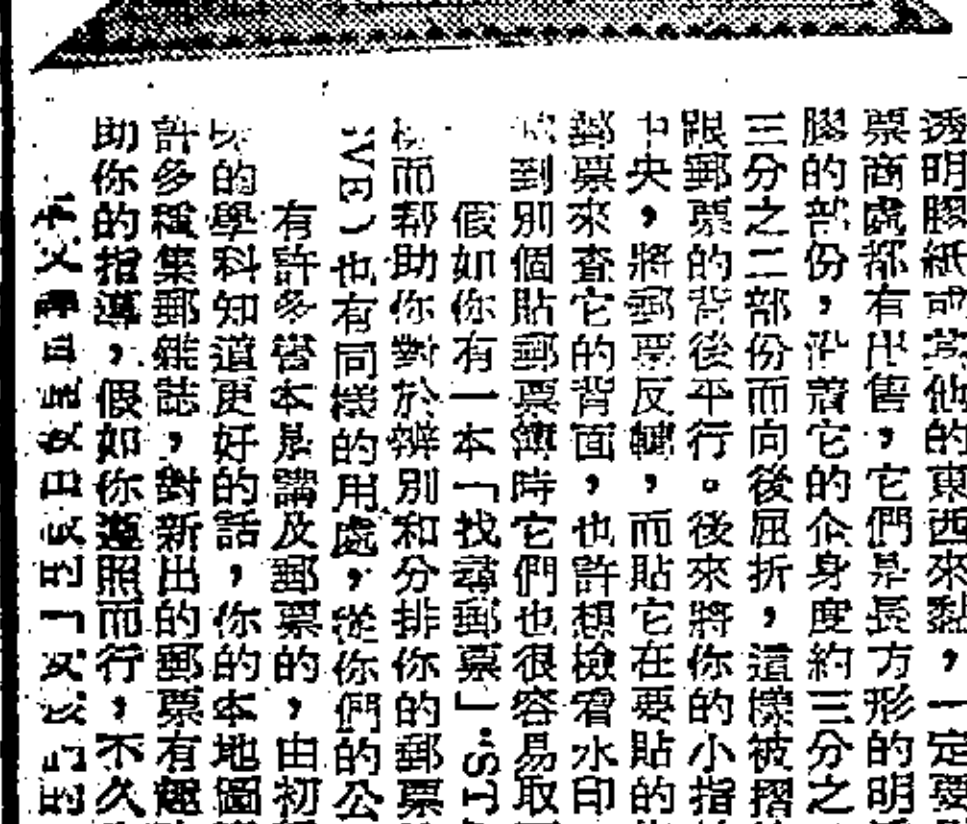 透明膠紙或其他的東西來黏，一定要
票商處都有出售，它們是長方形的明
膠的部份，沿着它的企身度約三分之
三分之二部份而向後屈折，這樣被摺
跟郵票的背後平行。後來將你的小指
中央，將郵票反轉，而貼它在要貼的
郵票來查它的背面，也許想檢看水印
到別個貼郵票簿時它們也很容易取
假如你有一本「找尋郵票」
而帮助你對於辨別和分排你的郵票
也有同樣的用處，從你們的公
有許多書本是講及郵票的，由初
的學科知道更好的話，你的本地圖
許多種集郵雜誌，對新出的郵票有趣
助你的指導，假如你遵照而行，不久